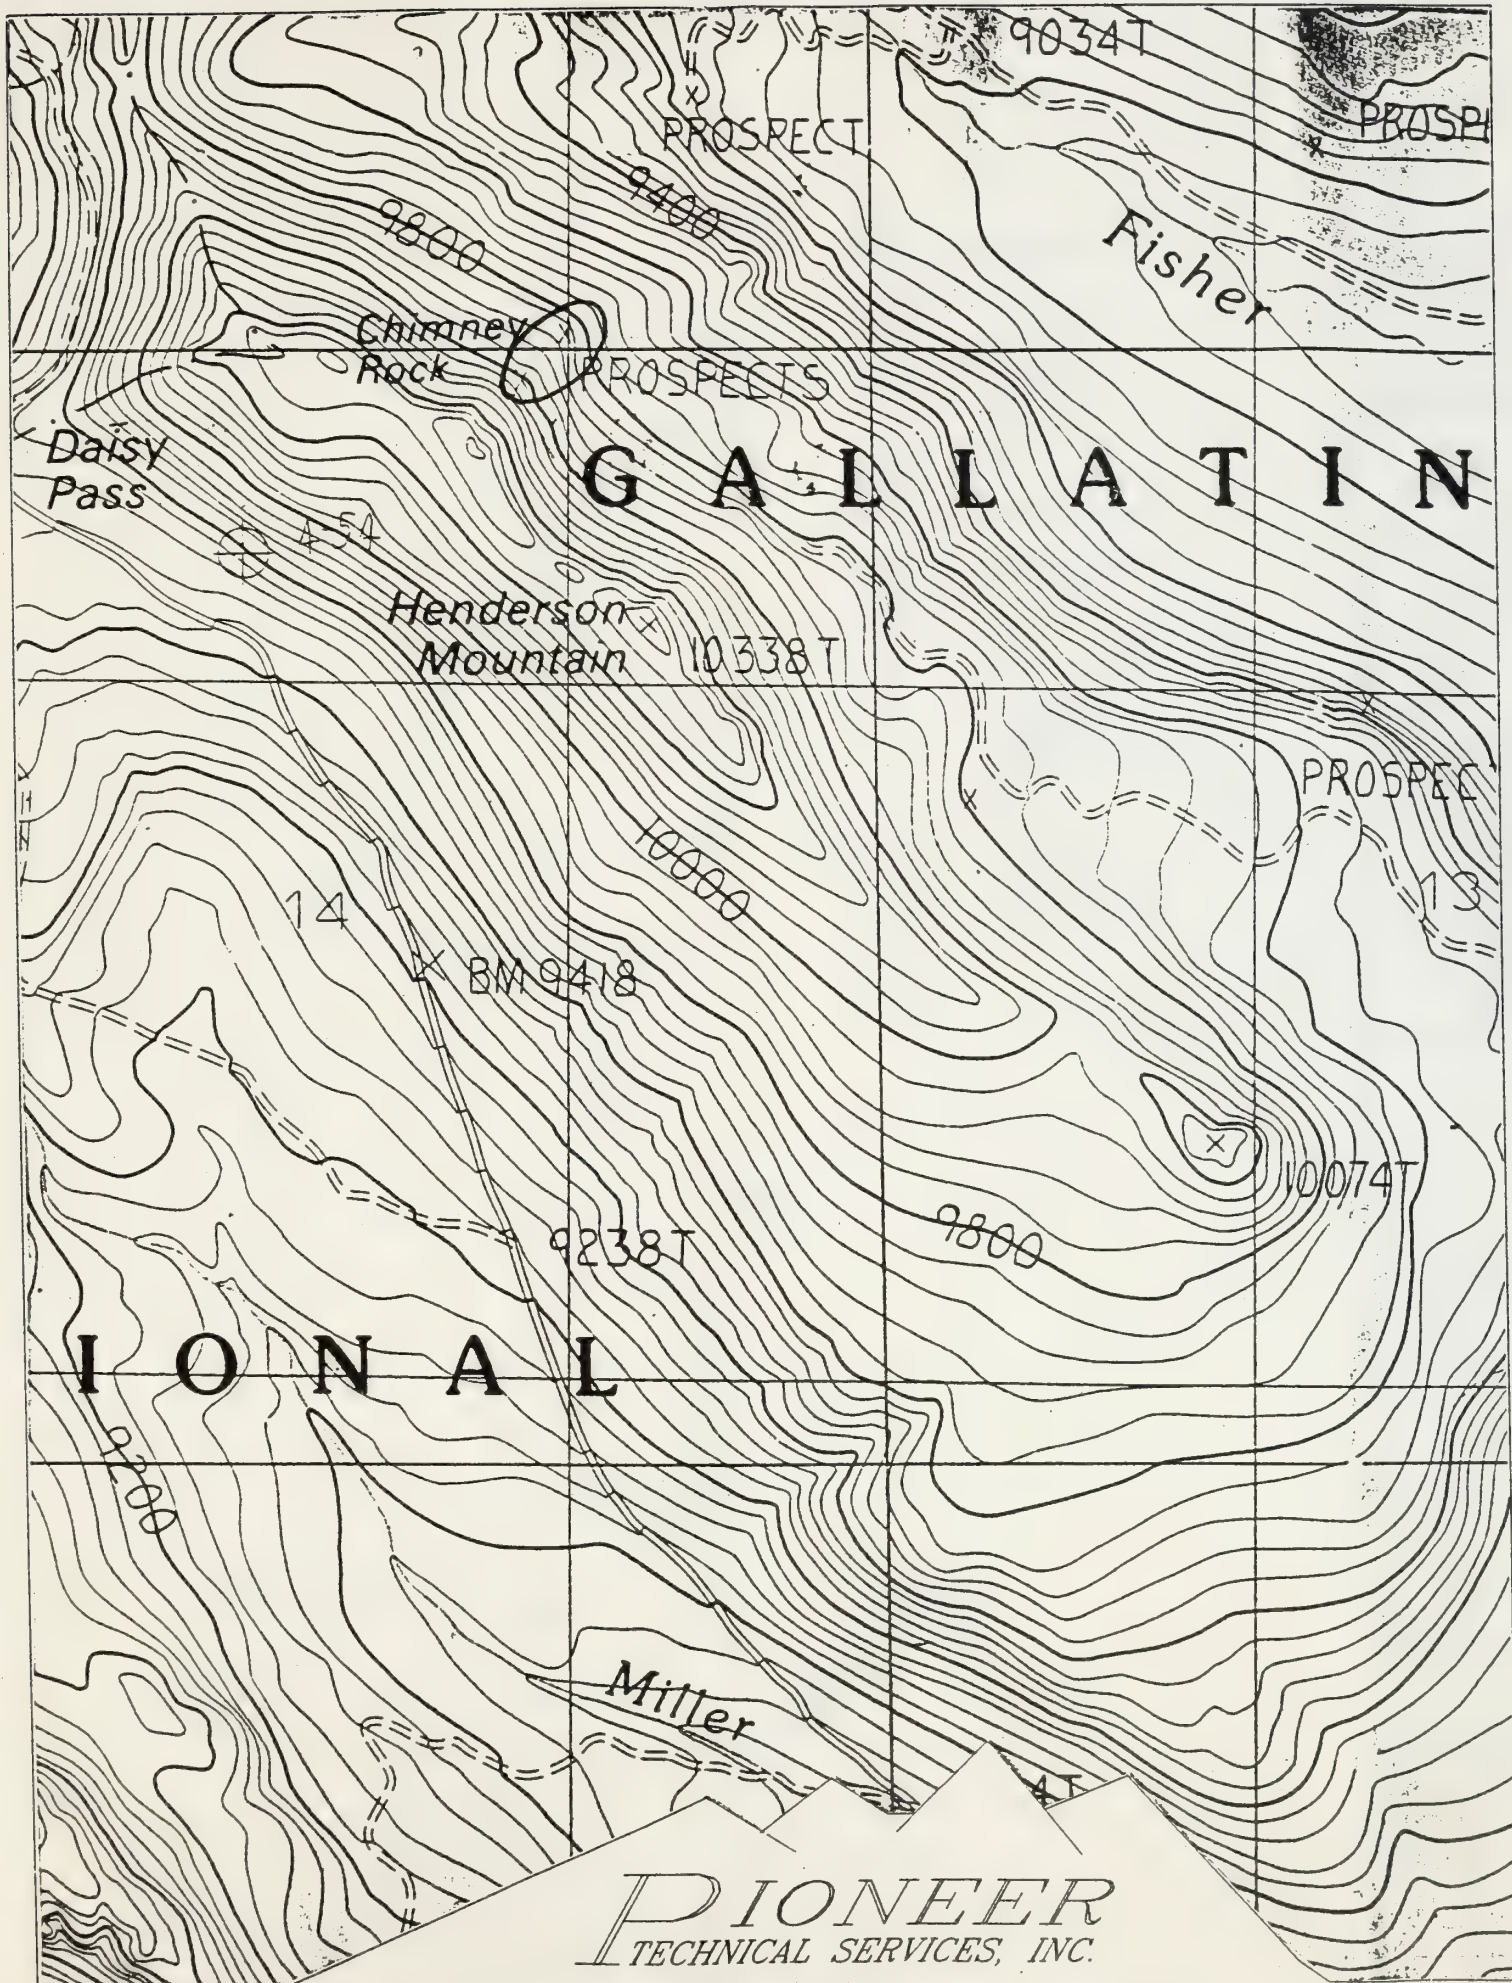 9034T
PROSPECT
PROSP
9400
9800
Fisher
Chimney
Rock
PROSPECTS
Daisy
Pass
GALLATIN
4-54
Henderson
Mountain
10338T
PROSPEC
10000
14
13
BM 9418
10074T
9238T
9800
IONAL
9200
Miller
4T
PIONEER
TECHNICAL SERVICES, INC.